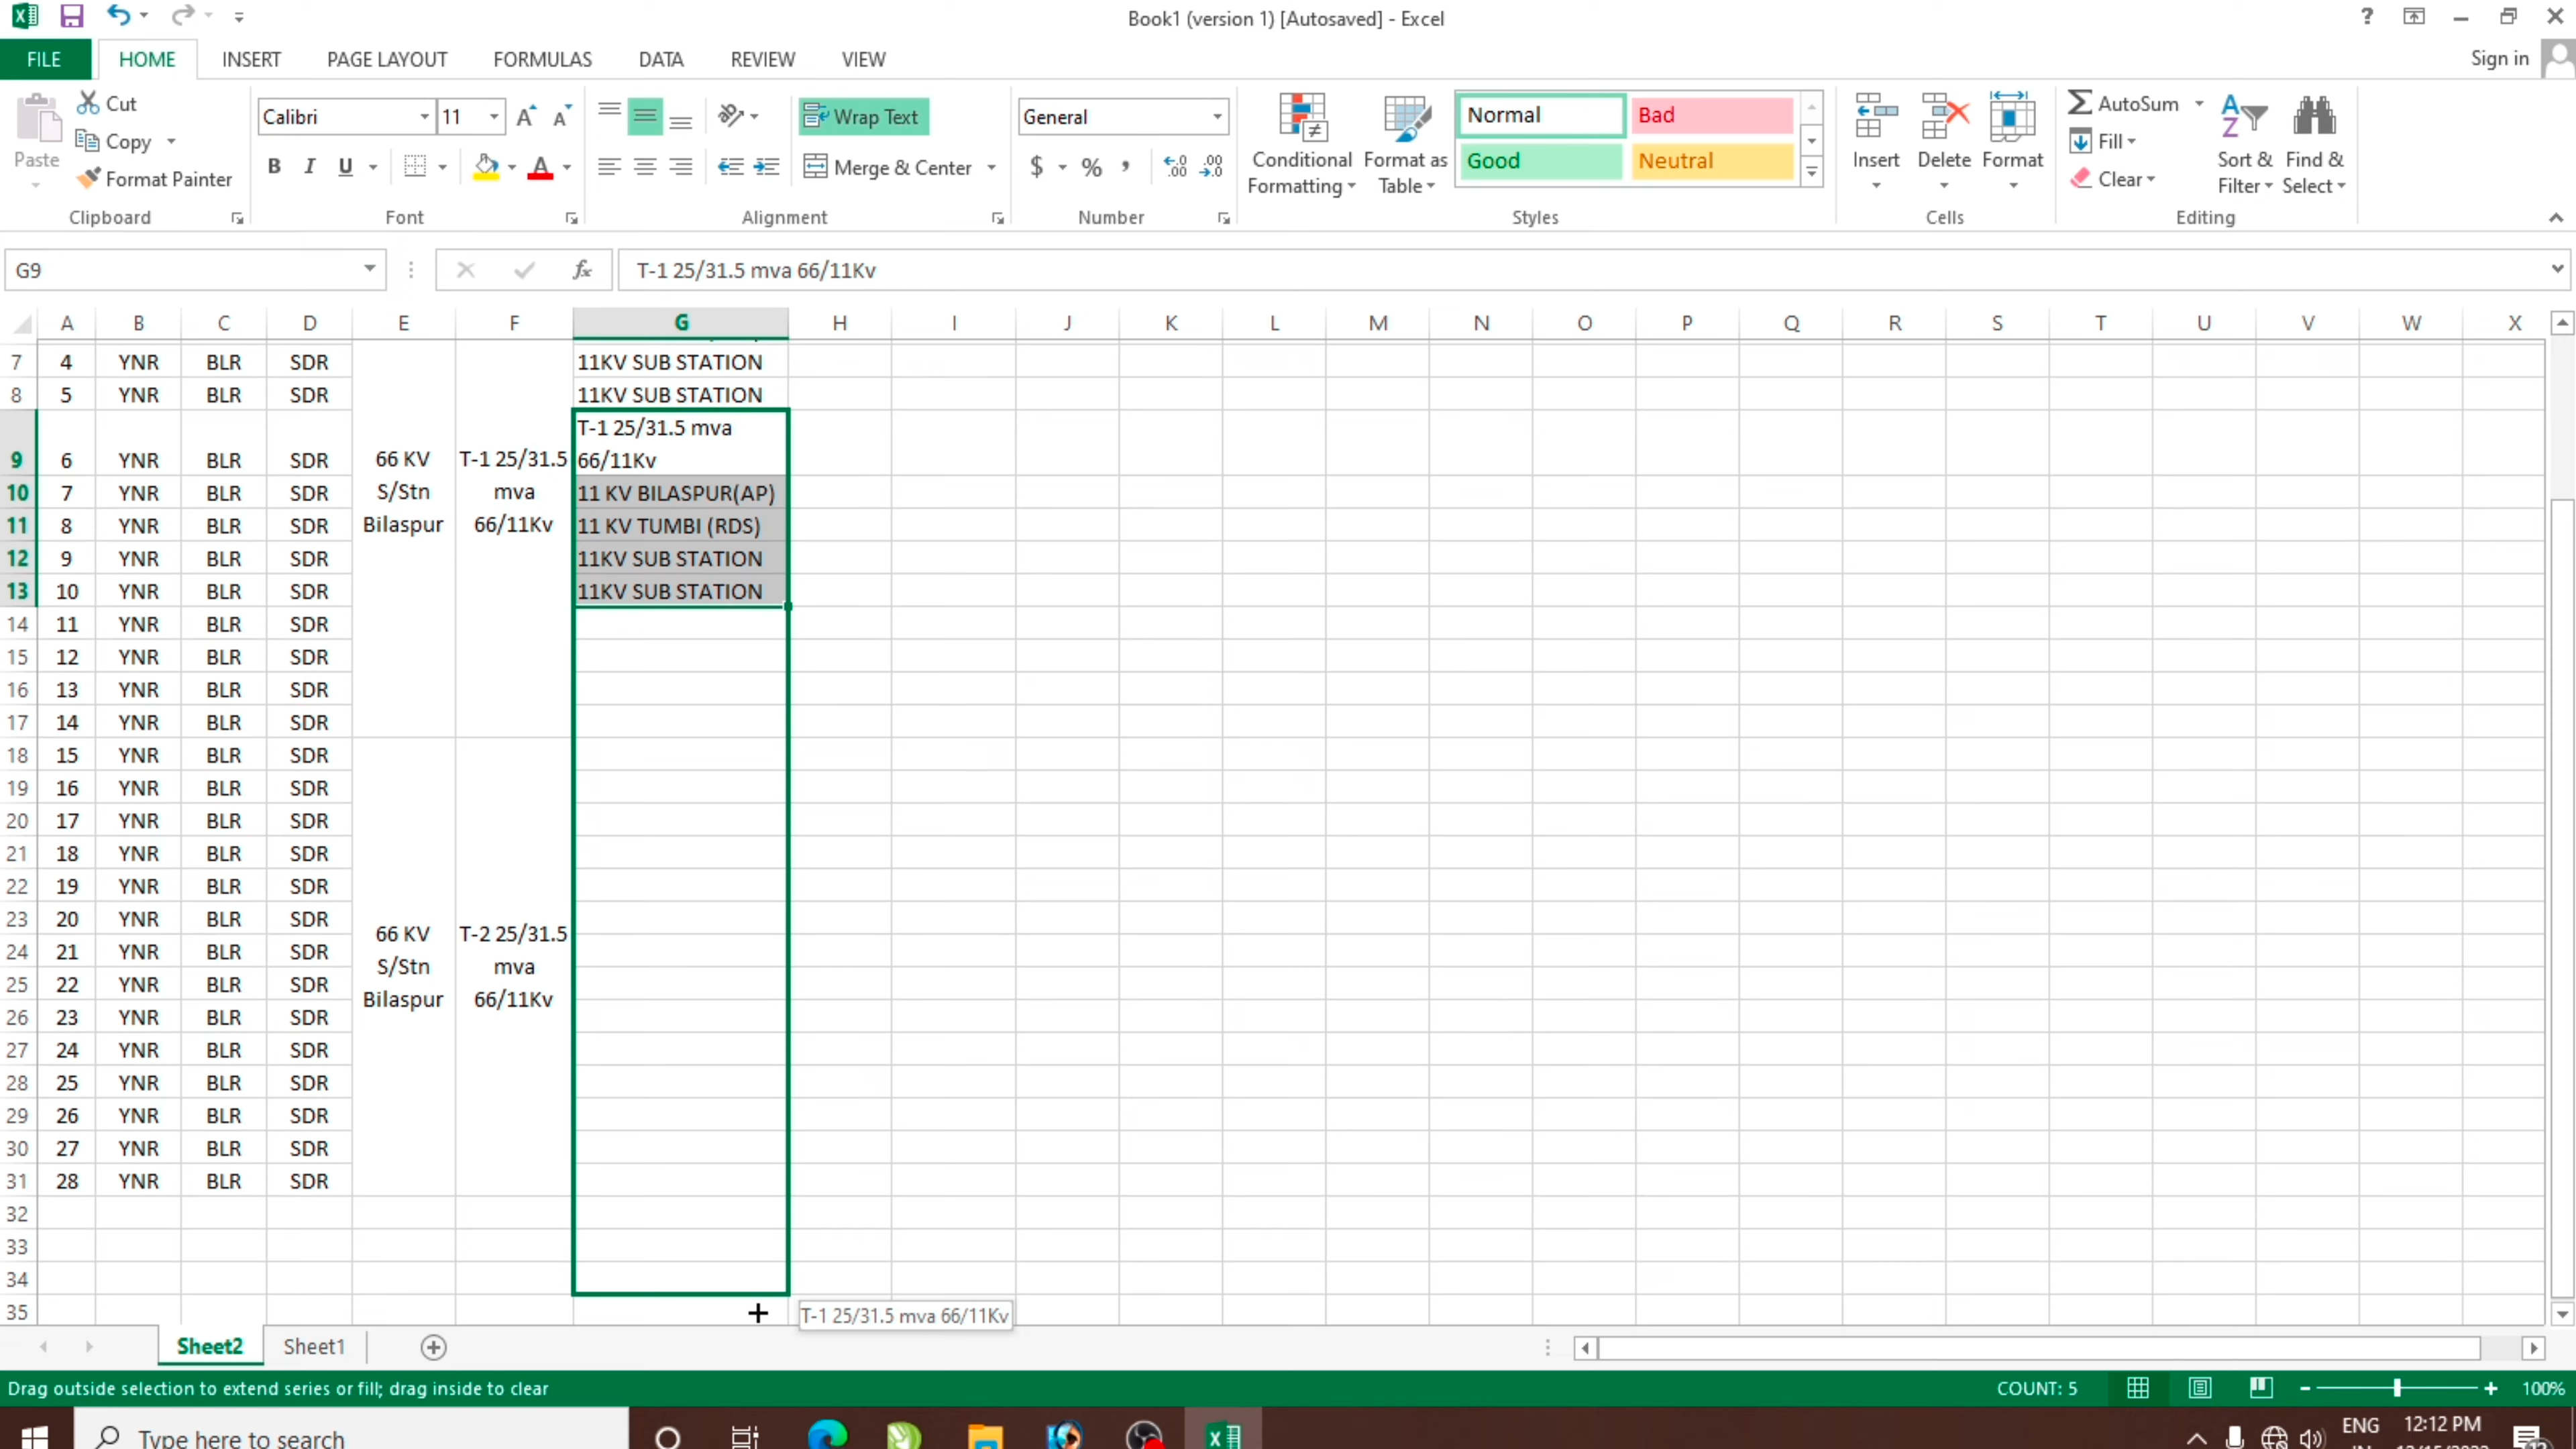 Book1 (version 1) [Autosaved] - Excel
?
FILE HOME INSERT PAGE LAYOUT FORMULAS DATA REVIEW VIEW Sign in
Paste Cut Copy Format Painter Clipboard
Calibri 11 B I U Font
Wrap Text Merge & Center Alignment
General $ % , Number
Conditional Formatting Format as Table Normal Bad Good Neutral Styles
Insert Delete Format Cells
AutoSum Fill Clear Sort & Filter Find & Select Editing
G9 fx T-1 25/31.5 mva 66/11Kv
A B C D E F G H I J K L M N O P Q R S T U V W X
7 4 YNR BLR SDR 11KV SUB STATION
8 5 YNR BLR SDR 11KV SUB STATION
9 6 YNR BLR SDR 66 KV S/Stn Bilaspur T-1 25/31.5 mva 66/11Kv T-1 25/31.5 mva 66/11Kv
10 7 YNR BLR SDR 11 KV BILASPUR(AP)
11 8 YNR BLR SDR 11 KV TUMBI (RDS)
12 9 YNR BLR SDR 11KV SUB STATION
13 10 YNR BLR SDR 11KV SUB STATION
14 11 YNR BLR SDR
15 12 YNR BLR SDR
16 13 YNR BLR SDR
17 14 YNR BLR SDR
18 15 YNR BLR SDR
19 16 YNR BLR SDR
20 17 YNR BLR SDR
21 18 YNR BLR SDR
22 19 YNR BLR SDR
23 20 YNR BLR SDR 66 KV S/Stn Bilaspur T-2 25/31.5 mva 66/11Kv
24 21 YNR BLR SDR
25 22 YNR BLR SDR
26 23 YNR BLR SDR
27 24 YNR BLR SDR
28 25 YNR BLR SDR
29 26 YNR BLR SDR
30 27 YNR BLR SDR
31 28 YNR BLR SDR
32
33
34
35 T-1 25/31.5 mva 66/11Kv
Sheet2 Sheet1
Drag outside selection to extend series or fill; drag inside to clear COUNT: 5 100%
Type here to search ENG 12:12 PM